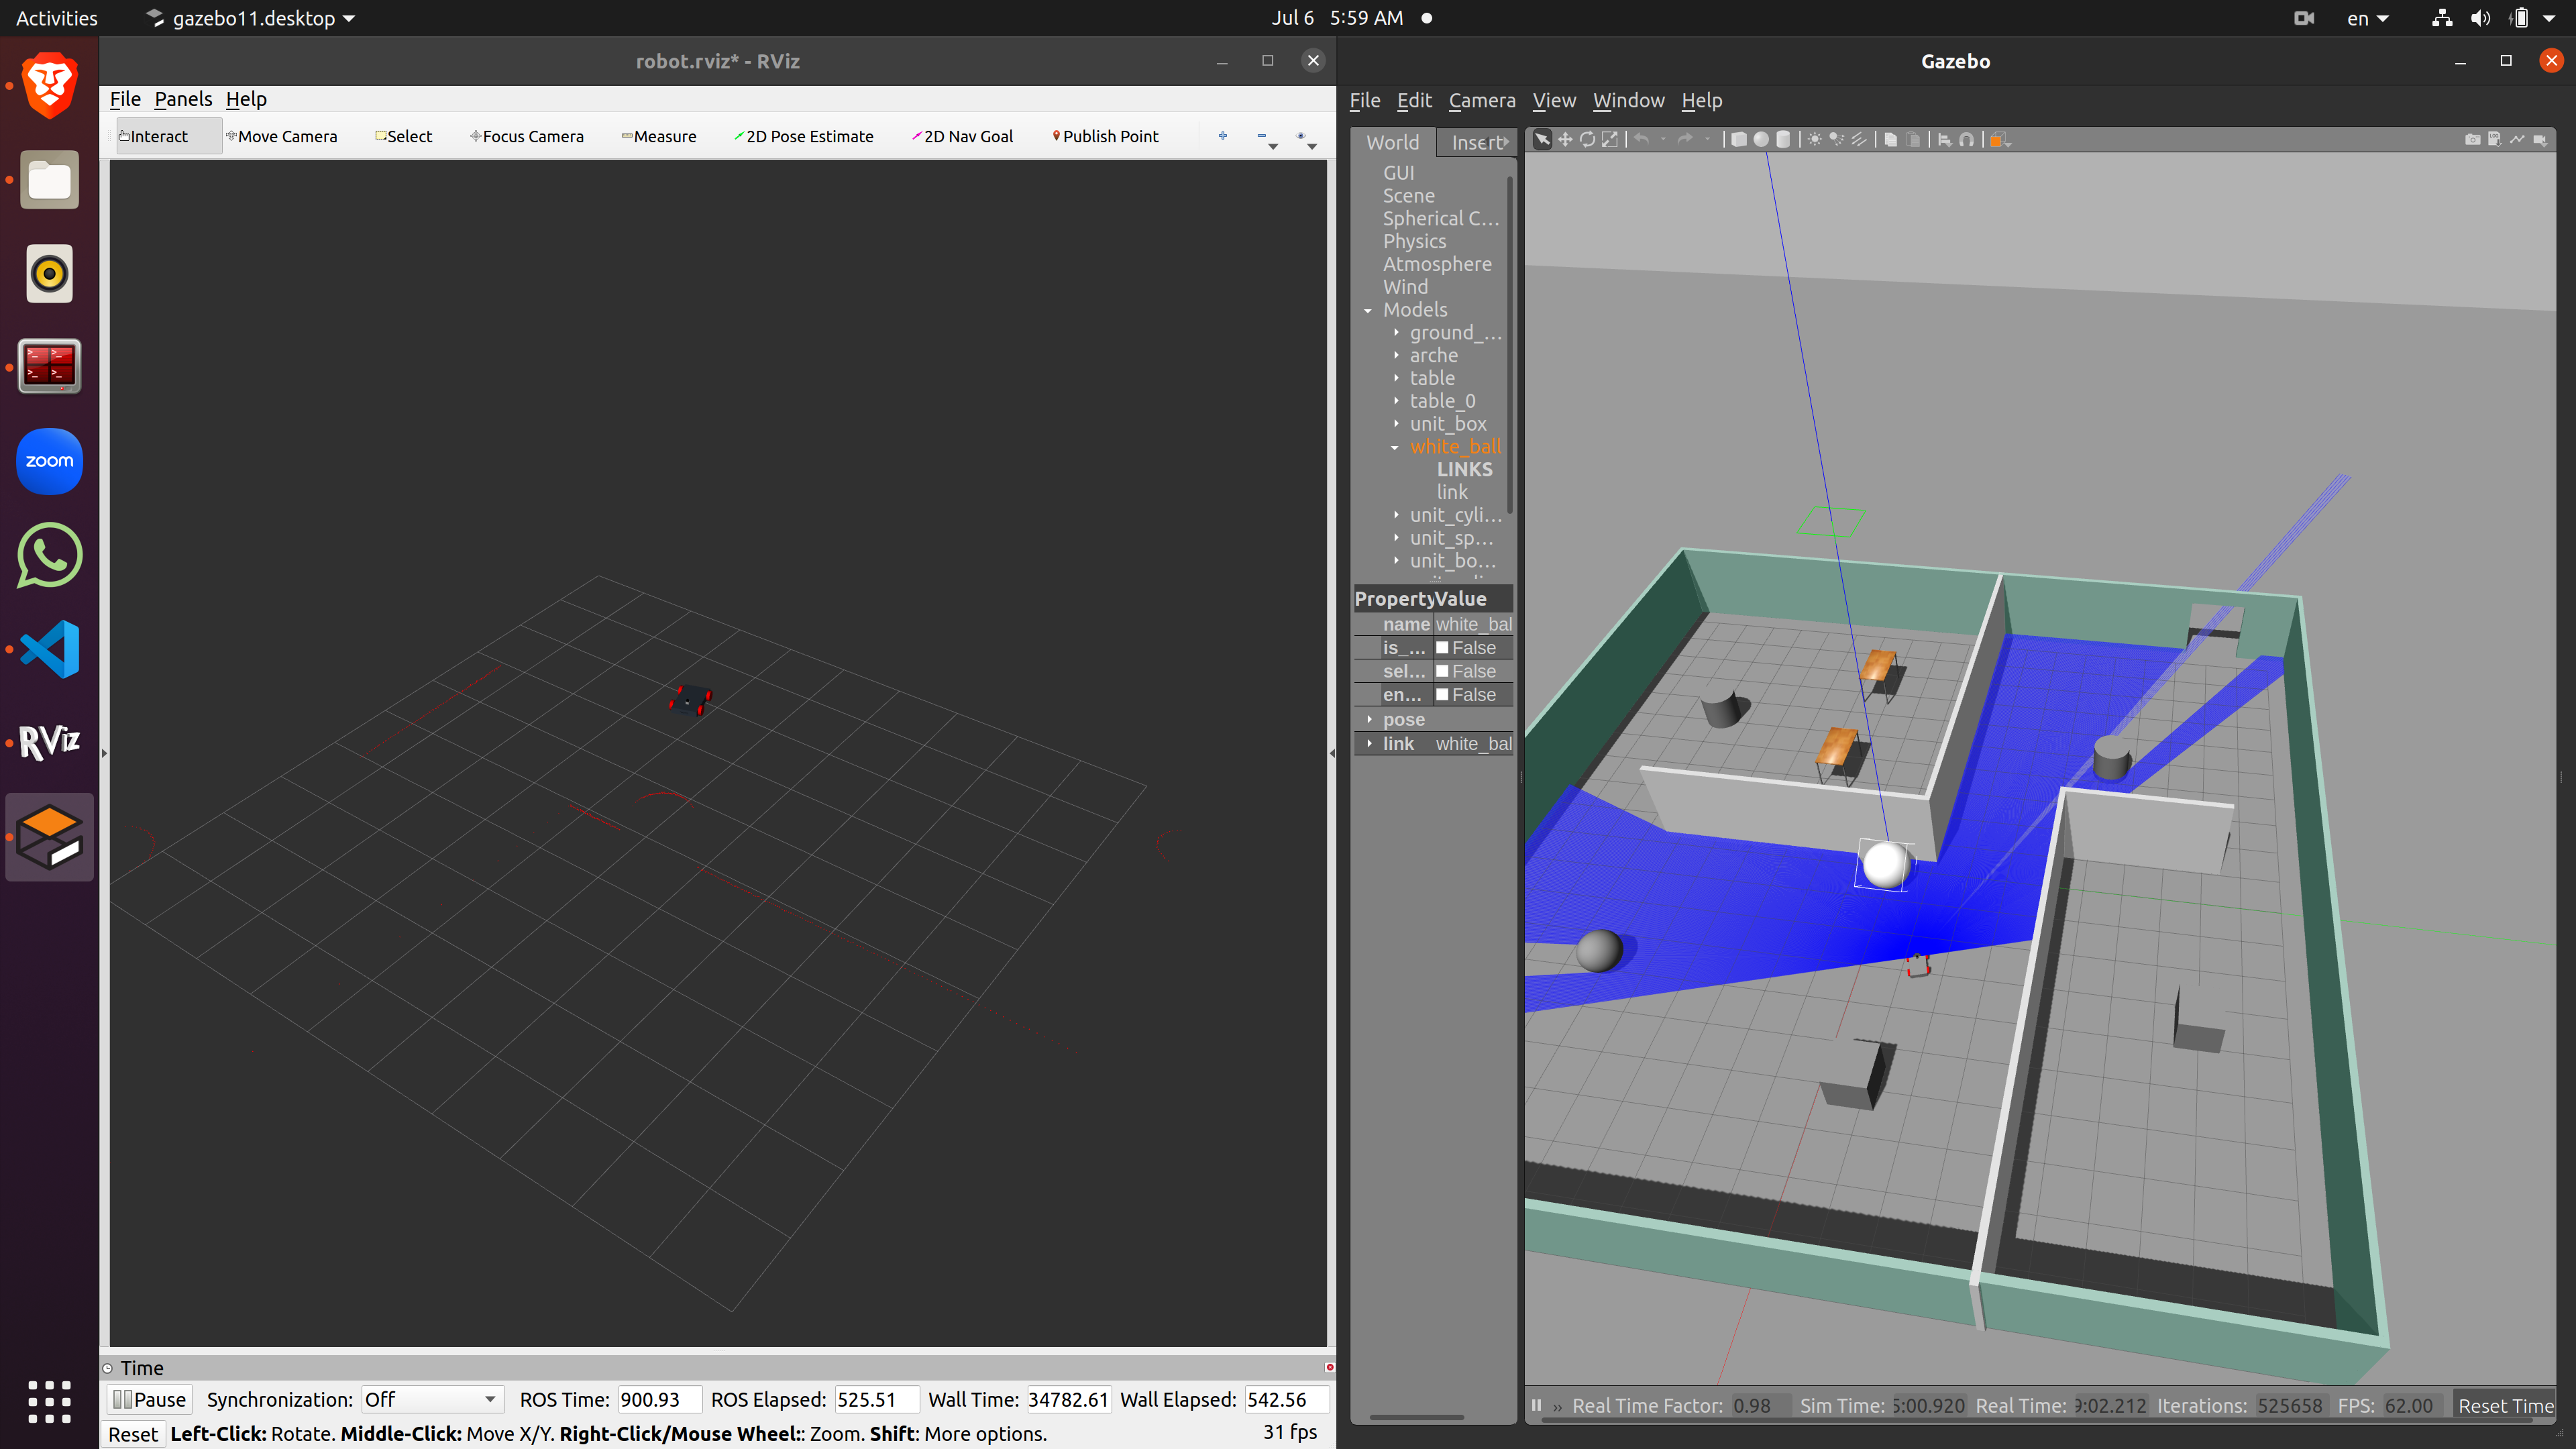 Activities
gazebo11.desktop
Jul 6 5:59 AM
en
robot.rviz* - RViz
File Panels Help
Interact Move Camera Select Focus Camera Measure 2D Pose Estimate 2D Nav Goal Publish Point
zoom
RViz
Time
Pause Synchronization: Off ROS Time: 900.93 ROS Elapsed: 525.51 Wall Time: 34782.61 Wall Elapsed: 542.56
Reset Left-Click: Rotate. Middle-Click: Move X/Y. Right-Click/Mouse Wheel:: Zoom. Shift: More options. 31 fps
Gazebo
File Edit Camera View Window Help
World Insert
GUI
Scene
Spherical C...
Physics
Atmosphere
Wind
Models
ground_...
arche
table
table_0
unit_box
white_ball
LINKS
link
unit_cyli...
unit_sp...
unit_bo...
Property Value
name white_bal
is_... False
sel... False
en... False
pose
link white_bal
Real Time Factor: 0.98 Sim Time: 5:00.920 Real Time: 9:02.212 Iterations: 525658 FPS: 62.00 Reset Time